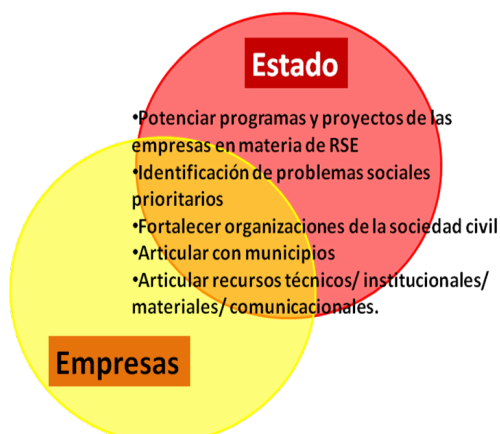 Estado
•Potenciar programas y proyectos de las
empresas en materia de RSE
•Identificación de problemas sociales
prioritarios
•Fortalecer organizaciones de la sociedad civil
•Articular con municipios
•Articular recursos técnicos/ institucionales/
materiales/ comunicacionales.
Empresas